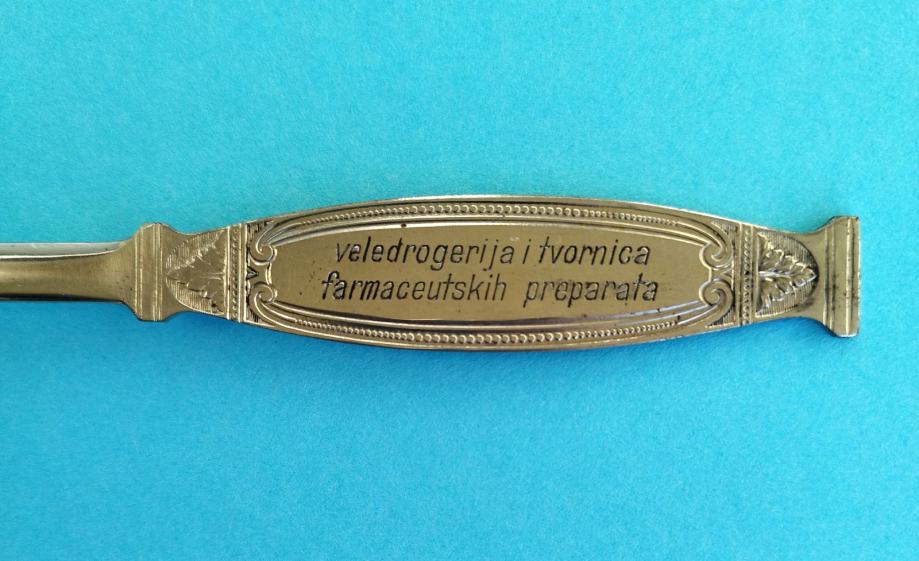 veledrogerija i tvornica
farmaceutskih preparata